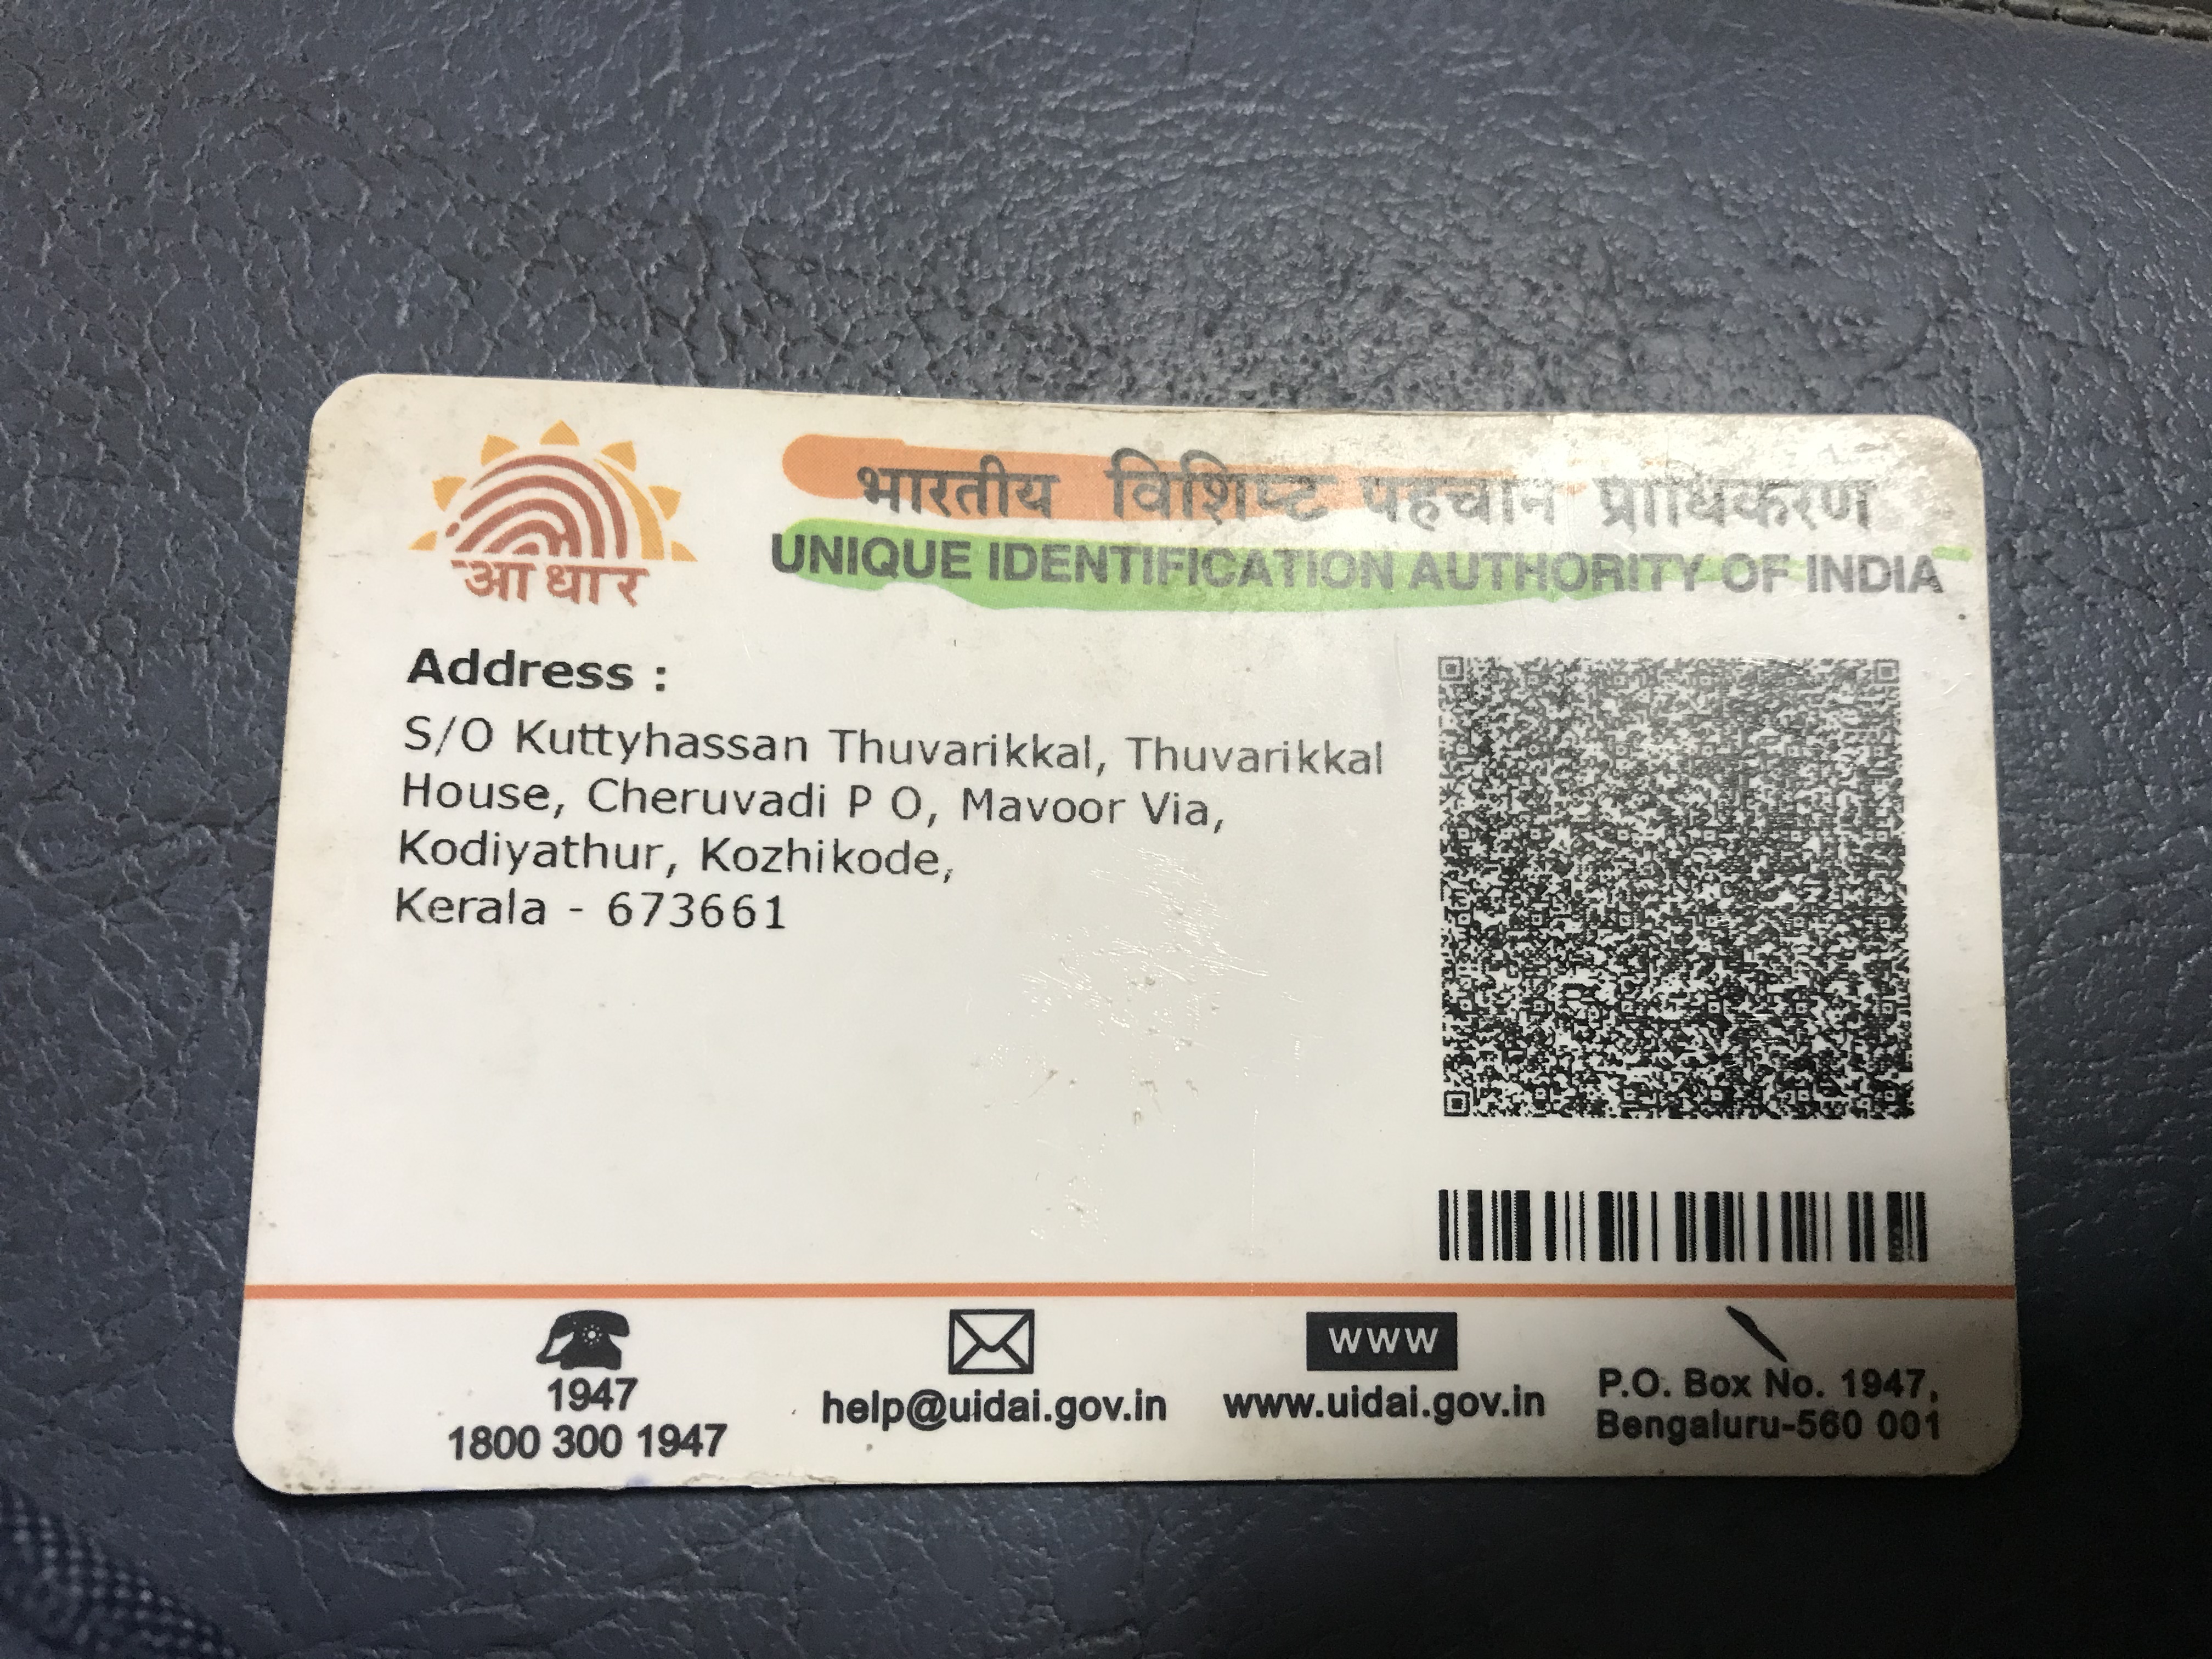 आधार
भारतीय विशिष्ट पहचान प्राधिकरण
UNIQUE IDENTIFICATION AUTHORITY OF INDIA
Address :
S/O Kuttyhassan Thuvarikkal, Thuvarikkal
House, Cheruvadi P O, Mavoor Via,
Kodiyathur, Kozhikode,
Kerala - 673661
1947
1800 300 1947
help@uidai.gov.in
WWW
www.uidai.gov.in
P.O. Box No. 1947,
Bengaluru-560 001